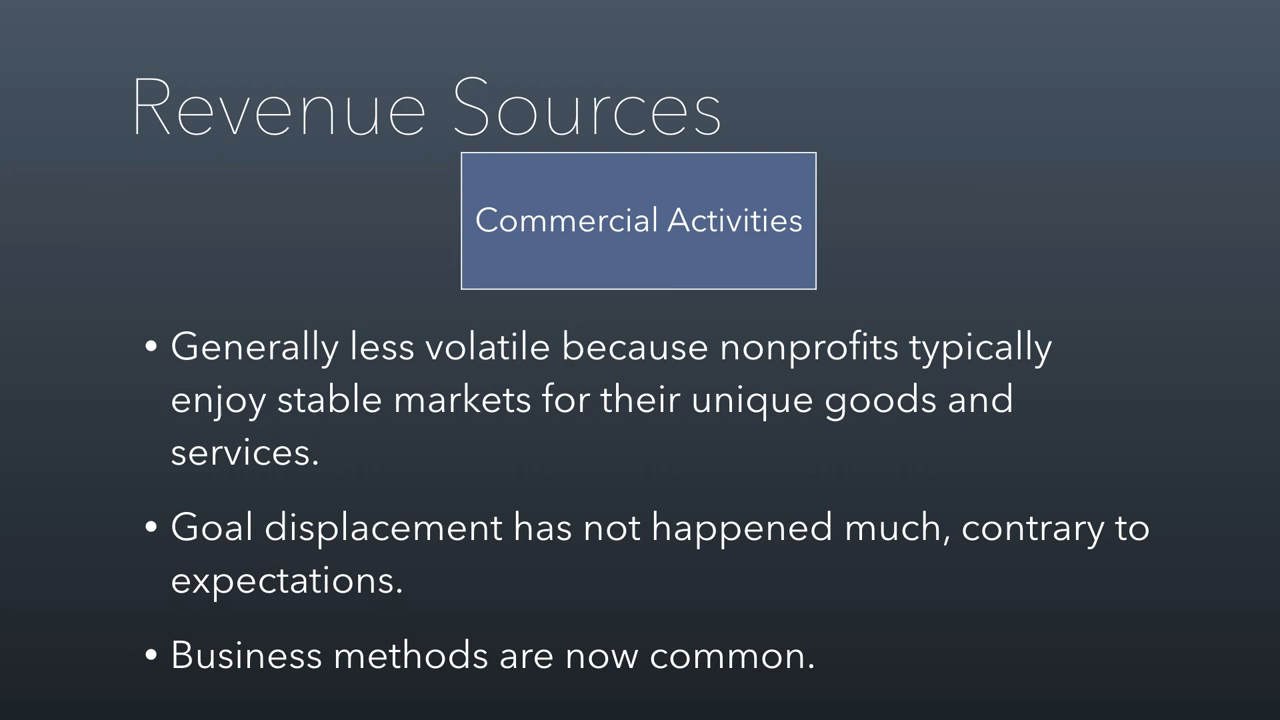 Revenue Sources
Commercial Activities
• Generally less volatile because nonprofits typically
enjoy stable markets for their unique goods and
services.
• Goal displacement has not happened much, contrary to
expectations.
• Business methods are now common.